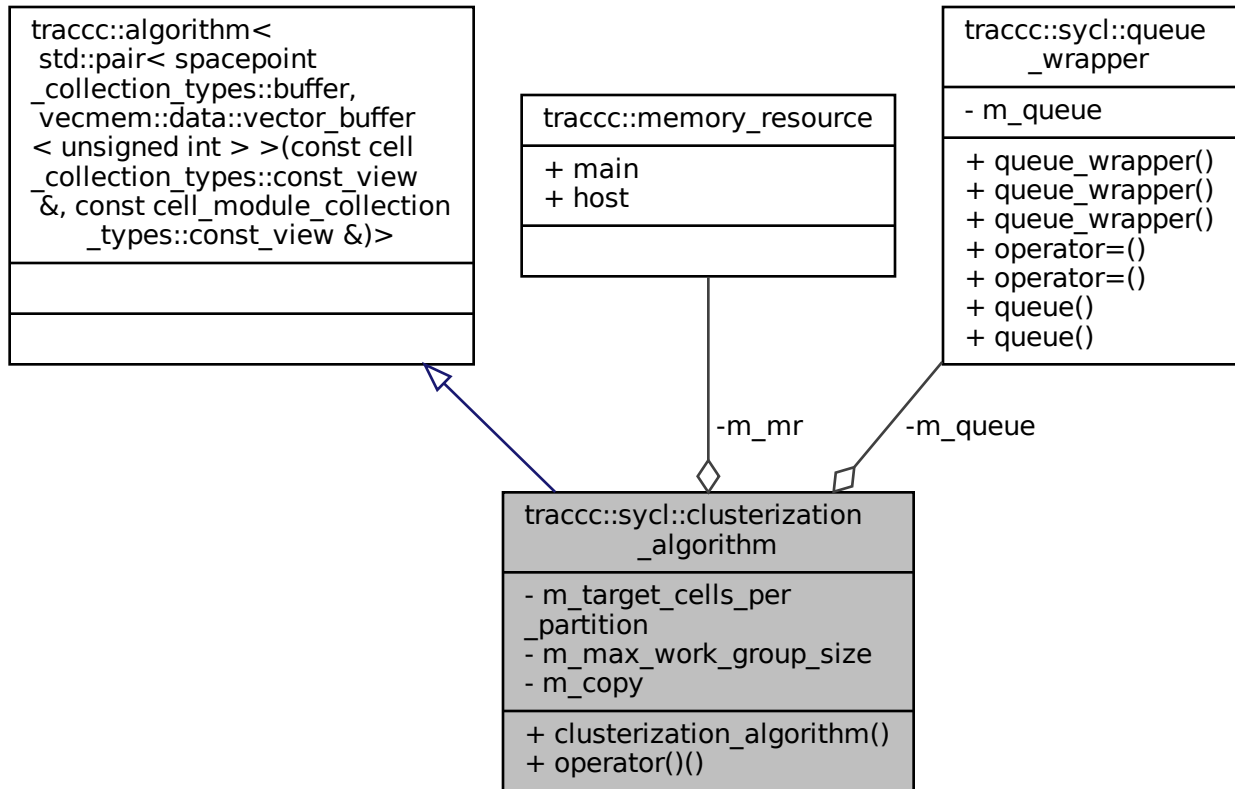 traccc::algorithm<
std::pair< spacepoint
_collection_types::buffer,
vecmem::data::vector_buffer
< unsigned int > >(const cell
_collection_types::const_view
&, const cell_module_collection
_types::const_view &)>
traccc::memory_resource
+ main
+ host
traccc::sycl::queue
_wrapper
- m_queue
+ queue_wrapper()
+ queue_wrapper()
+ queue_wrapper()
+ operator=()
+ operator=()
+ queue()
+ queue()
-m_mr
-m_queue
traccc::sycl::clusterization
_algorithm
- m_target_cells_per
_partition
- m_max_work_group_size
- m_copy
+ clusterization_algorithm()
+ operator()()